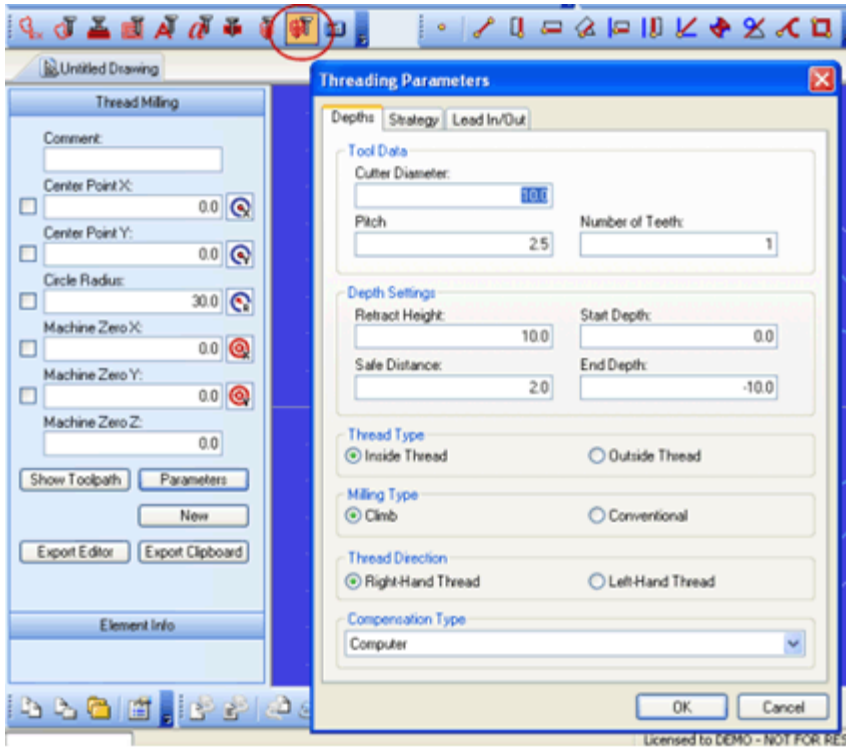 Untitled Drawing
Thread Milling
Comment:
Center Point X:
0.0
Center Point Y:
0.0
Circle Radius:
30.0
Machine Zero X:
0.0
Machine Zero Y:
0.0
Machine Zero Z:
0.0
Show Toolpath Parameters
New
Export Editor Export Clipboard
Element Info
Threading Parameters
Depths Strategy Lead In/Out
Tool Data
Cutter Diameter:
10.0
Pitch Number of Teeth:
2.5 1
Depth Settings
Retract Height: Start Depth:
10.0 0.0
Safe Distance: End Depth:
2.0 -10.0
Thread Type
Inside Thread Outside Thread
Milling Type
Climb Conventional
Thread Direction
Right-Hand Thread Left-Hand Thread
Compensation Type
Computer
OK Cancel
Licensed to DEMO - NOT FOR RES